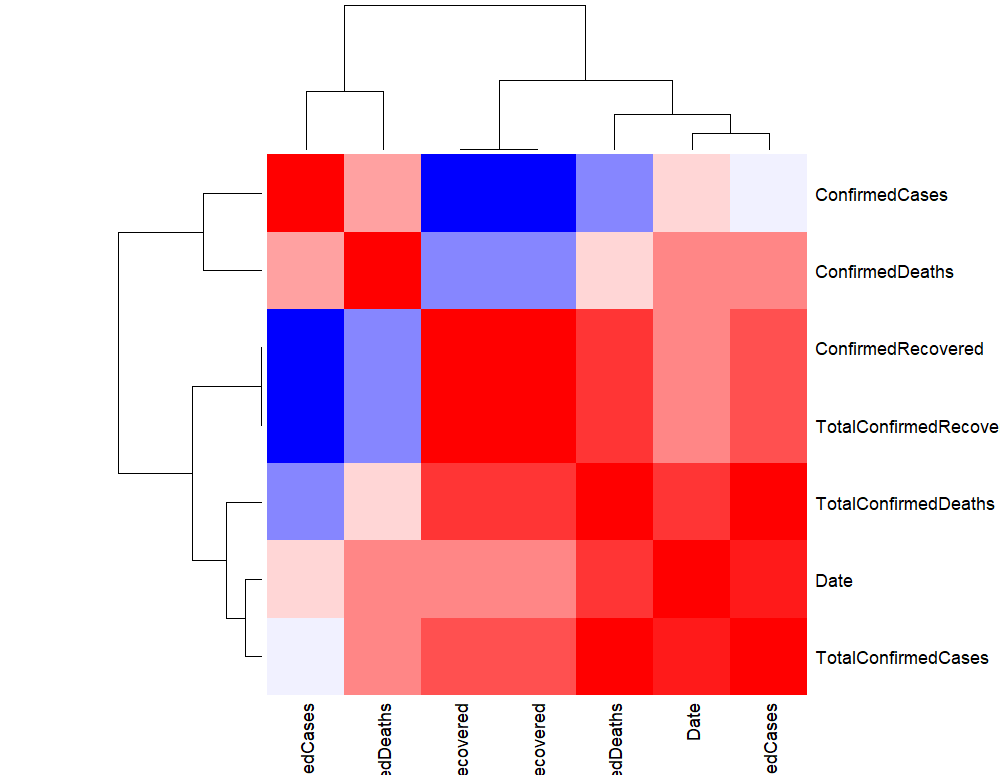 ConfirmedCases
ConfirmedDeaths
ConfirmedRecovered
TotalConfirmedRecove
TotalConfirmedDeaths
Date
TotalConfirmedCases
edCases
edDeaths
ecovered
ecovered
edDeaths
Date
edCases